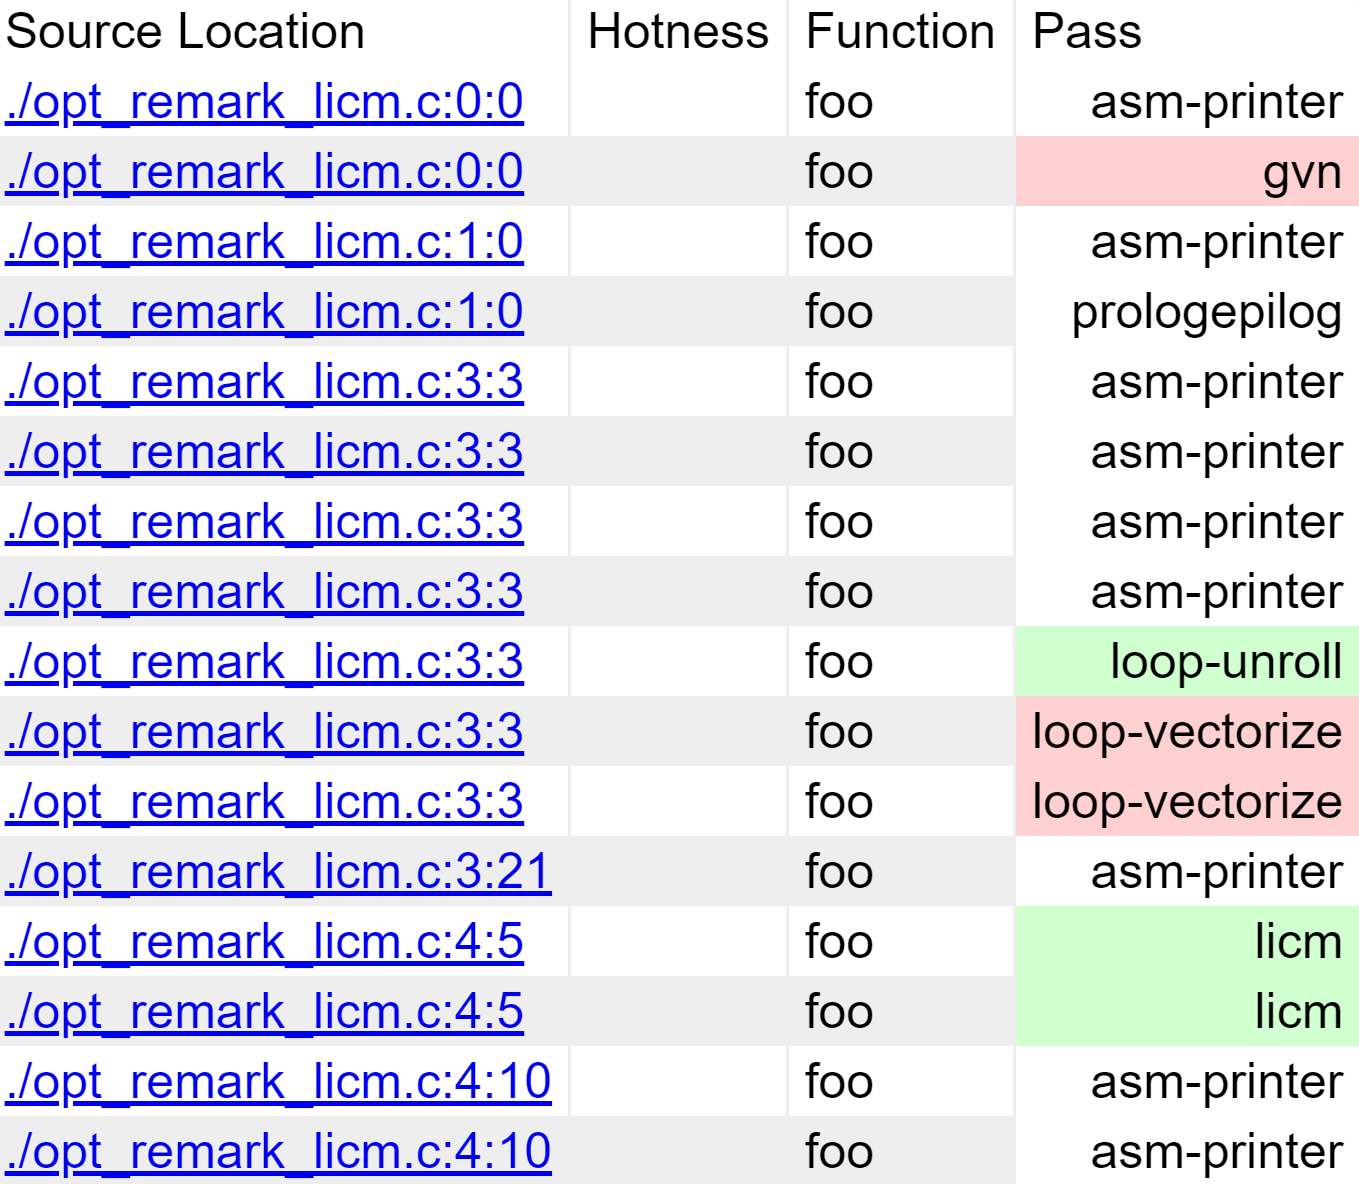 Source Location Hotness Function Pass
./opt_remark_licm.c:0:0 foo asm-printer
./opt_remark_licm.c:0:0 foo gvn
./opt_remark_licm.c:1:0 foo asm-printer
./opt_remark_licm.c:1:0 foo prologepilog
./opt_remark_licm.c:3:3 foo asm-printer
./opt_remark_licm.c:3:3 foo asm-printer
./opt_remark_licm.c:3:3 foo asm-printer
./opt_remark_licm.c:3:3 foo asm-printer
./opt_remark_licm.c:3:3 foo loop-unroll
./opt_remark_licm.c:3:3 foo loop-vectorize
./opt_remark_licm.c:3:3 foo loop-vectorize
./opt_remark_licm.c:3:21 foo asm-printer
./opt_remark_licm.c:4:5 foo licm
./opt_remark_licm.c:4:5 foo licm
./opt_remark_licm.c:4:10 foo asm-printer
./opt_remark_licm.c:4:10 foo asm-printer